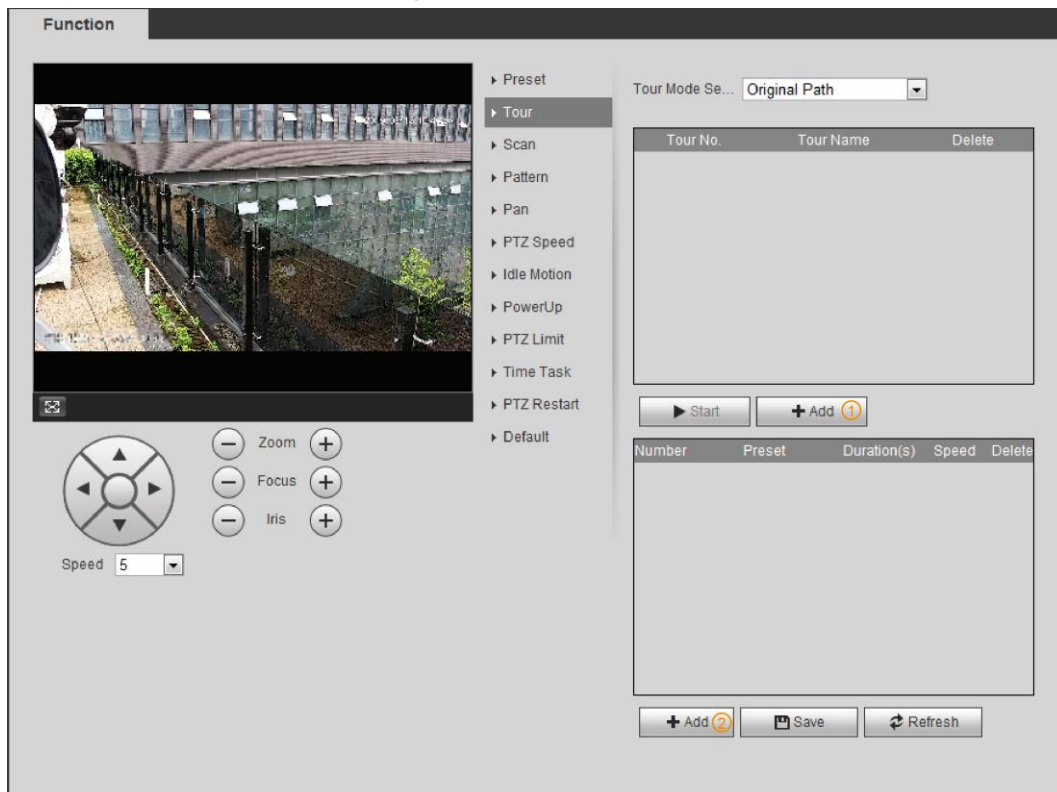 Function
Preset
Tour
Scan
Pattern
Pan
PTZ Speed
Idle Motion
PowerUp
PTZ Limit
Time Task
PTZ Restart
Default
Zoom
Focus
Iris
Speed 5
Tour Mode Se... Original Path
Tour No. Tour Name Delete
Start Add 1
Number Preset Duration(s) Speed Delete
Add 2 Save Refresh